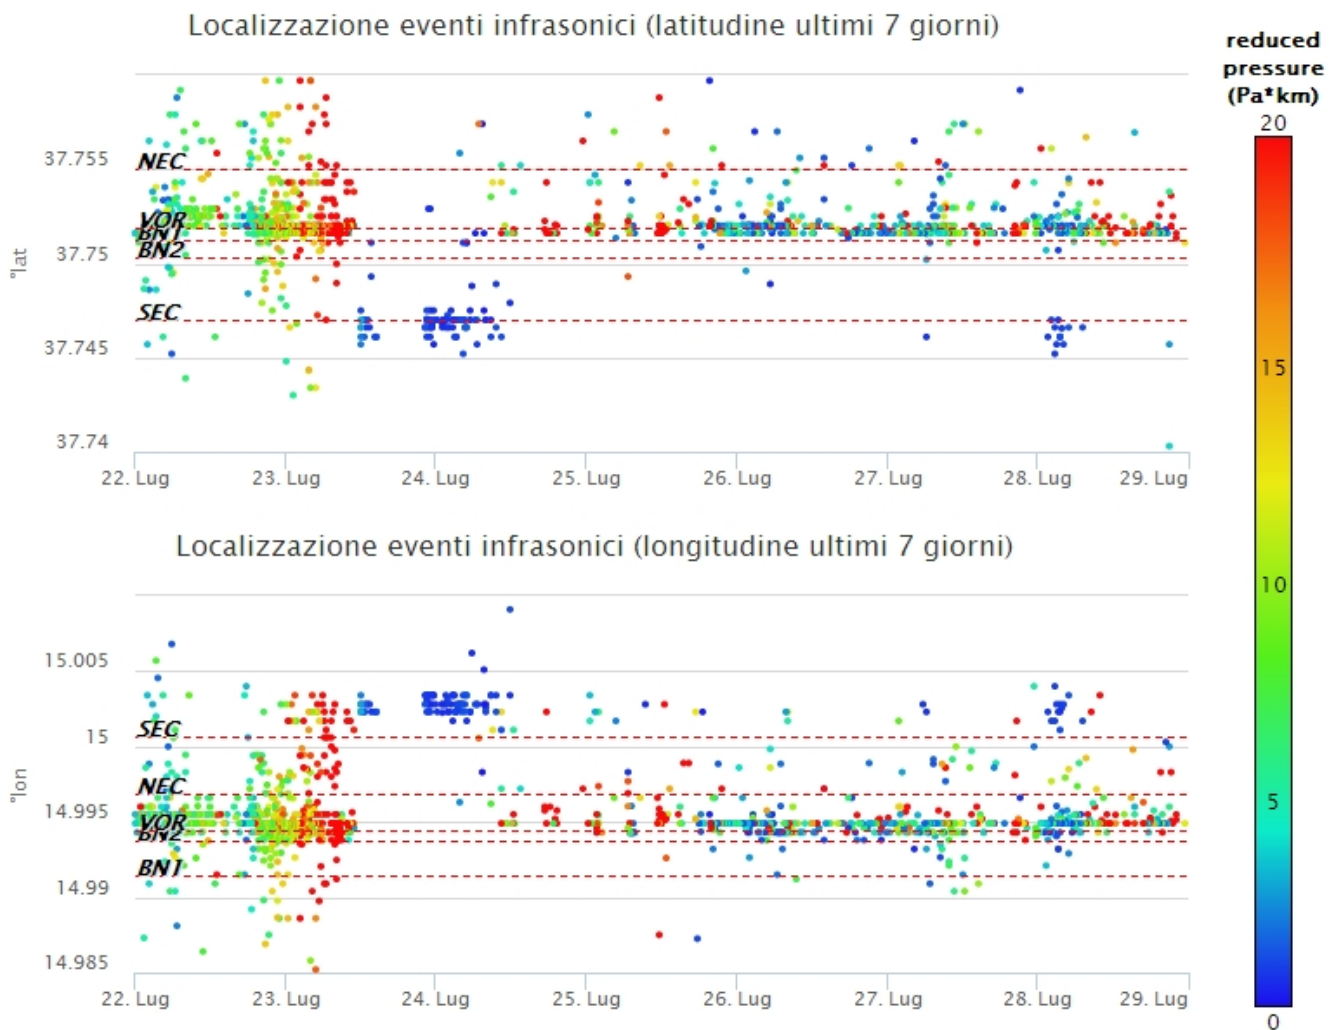 Localizzazione eventi infrasonici (latitudine ultimi 7 giorni)
reduced
pressure
(Pa*km)
20
15
10
5
0
°lat
37.755
37.75
37.745
37.74
NEC
VOR
BN1
BN2
SEC
22. Lug 23. Lug 24. Lug 25. Lug 26. Lug 27. Lug 28. Lug 29. Lug
Localizzazione eventi infrasonici (longitudine ultimi 7 giorni)
°lon
15.005
15
14.995
14.99
14.985
SEC
NEC
VOR
BN2
BN1
22. Lug 23. Lug 24. Lug 25. Lug 26. Lug 27. Lug 28. Lug 29. Lug